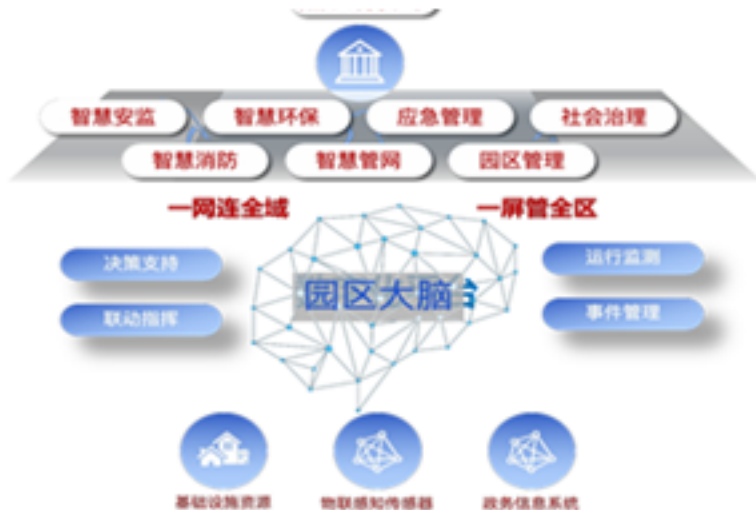 智慧安监 智慧环保 应急管理 社会治理
智慧消防 智慧管网 园区管理
一网连全域 一屏管全区
决策支持 运行监测
园区大脑
联动指挥 事件管理
基础设施资源 物联感知传感器 政务信息系统